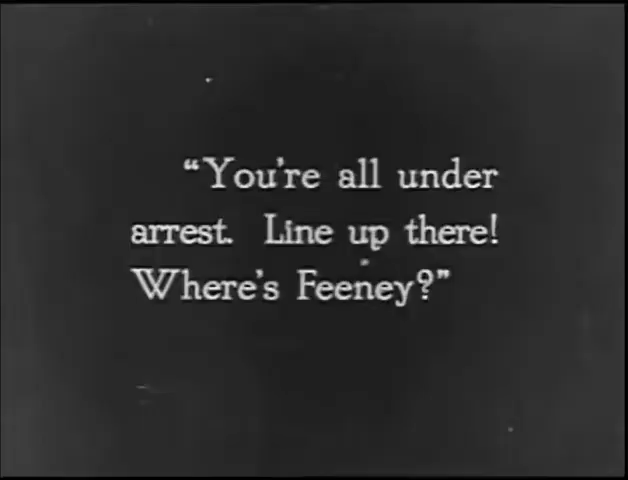 “You're all under
arrest. Line up there!
Where's Feeney?”